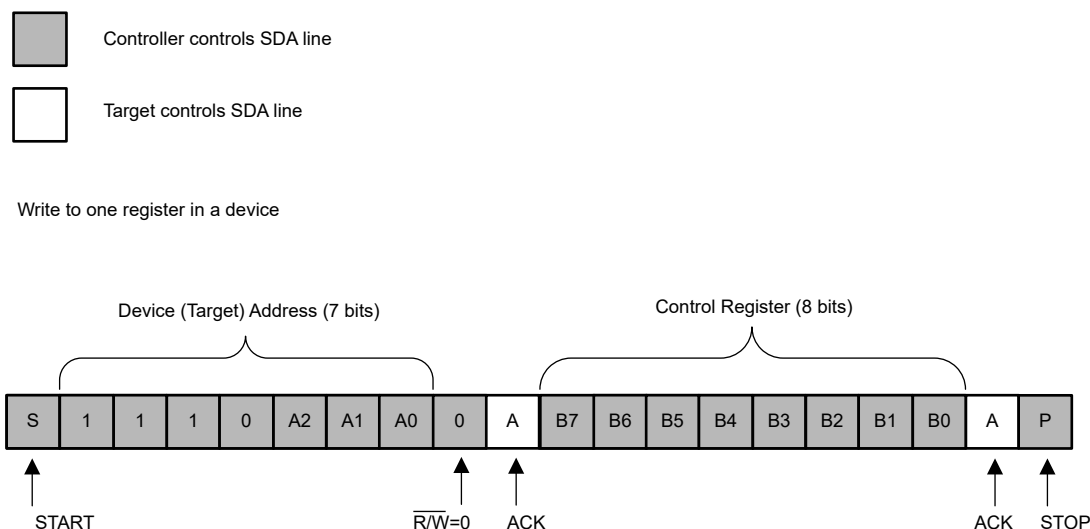 Controller controls SDA line
Target controls SDA line
Write to one register in a device
Device (Target) Address (7 bits)
Control Register (8 bits)
S 1 1 1 0 A2 A1 A0 0 A B7 B6 B5 B4 B3 B2 B1 B0 A P
START R/W=0 ACK ACK STOP